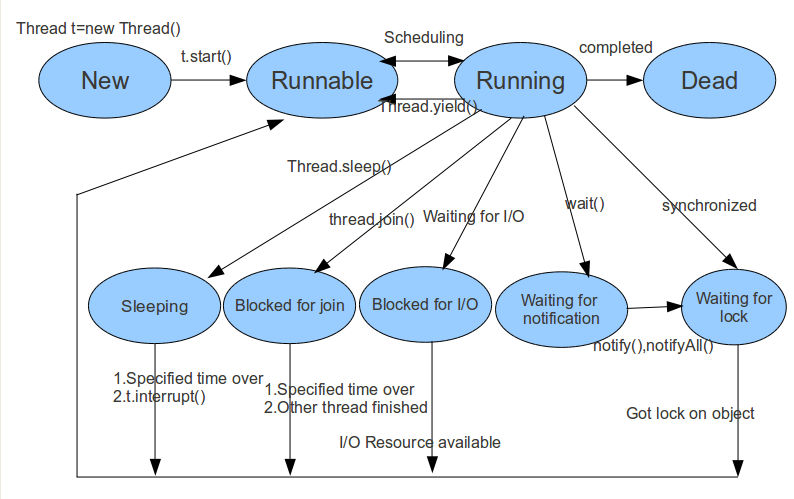 Thread t=new Thread()
t.start()
Scheduling
completed
New
Runnable
Running
Dead
Thread.yield()
Thread.sleep()
thread.join()
Waiting for I/O
wait()
synchronized
Sleeping
Blocked for join
Blocked for I/O
Waiting for
notification
Waiting for
lock
notify(),notifyAll()
1.Specified time over
2.t.interrupt()
1.Specified time over
2.Other thread finished
I/O Resource available
Got lock on object